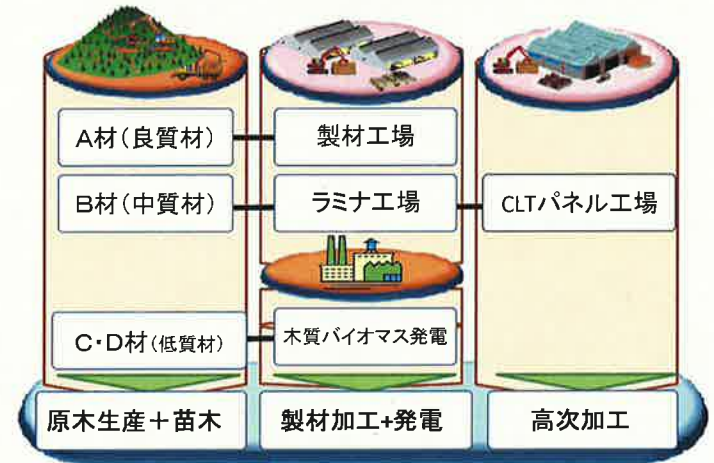 A材(良質材)
製材工場
B材(中質材)
ラミナ工場
CLTパネル工場
C・D材(低質材)
木質バイオマス発電
原木生産＋苗木
製材加工+発電
高次加工